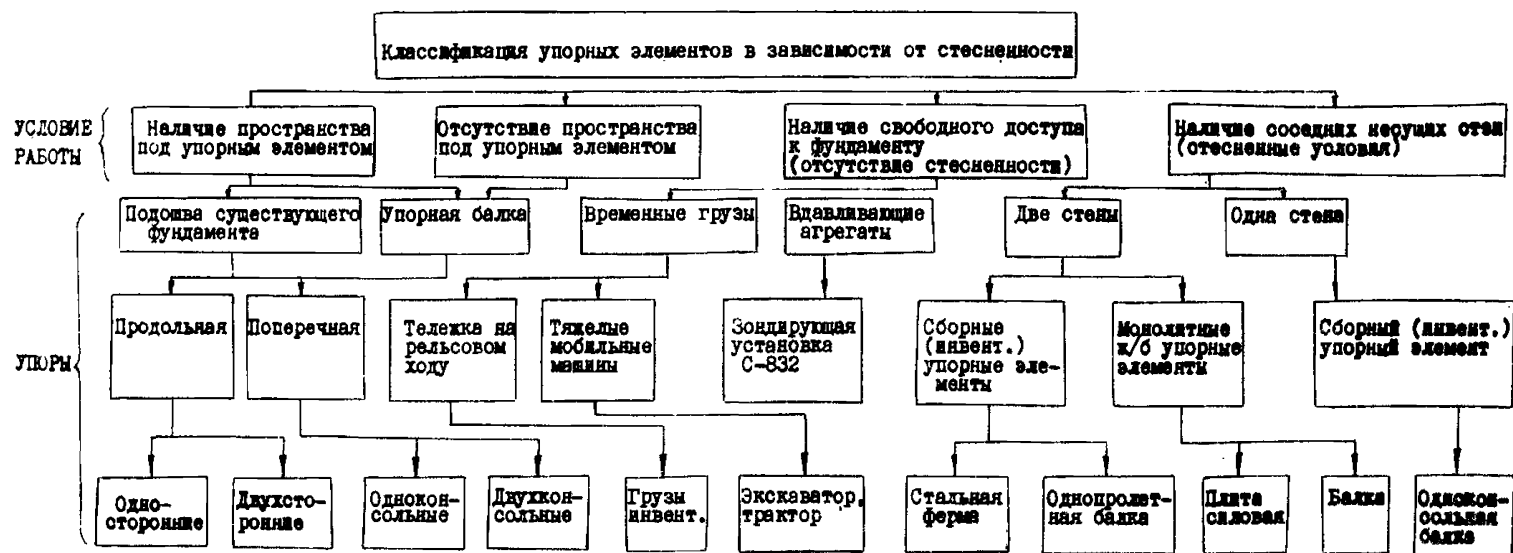 Классификация упорных элементов в зависимости от стесненности
УСЛОВИЕ
РАБОТЫ
Наличие пространства
под упорным элементом
Отсутствие пространства
под упорным элементом
Наличие свободного доступа
к фундаменту
(отсутствие стесненности)
Наличие соседних несущих стен
(стесненные условия)
УПОРЫ
Подошва существующего
фундамента
Упорная балка
Временные грузы
Вдавливающие
агрегаты
Две стены
Одна стена
Продольная
Поперечная
Тележка на
рельсовом
ходу
Тяжелые
мобильные
машины
Зондирующая
установка
С-832
Сборные
(инвент.)
упорные эле-
менты
Монолитные
ж/б упорные
элементы
Сборный (инвент.)
упорный элемент
Одно-
сторонние
Двухсто-
ронние
Однокон-
сольные
Двухкон-
сольные
Грузы
инвент.
Экскаватор,
трактор
Стальная
ферма
Однопролет-
ная балка
Плита
силовая
Балка
Однокон-
сольная
балка